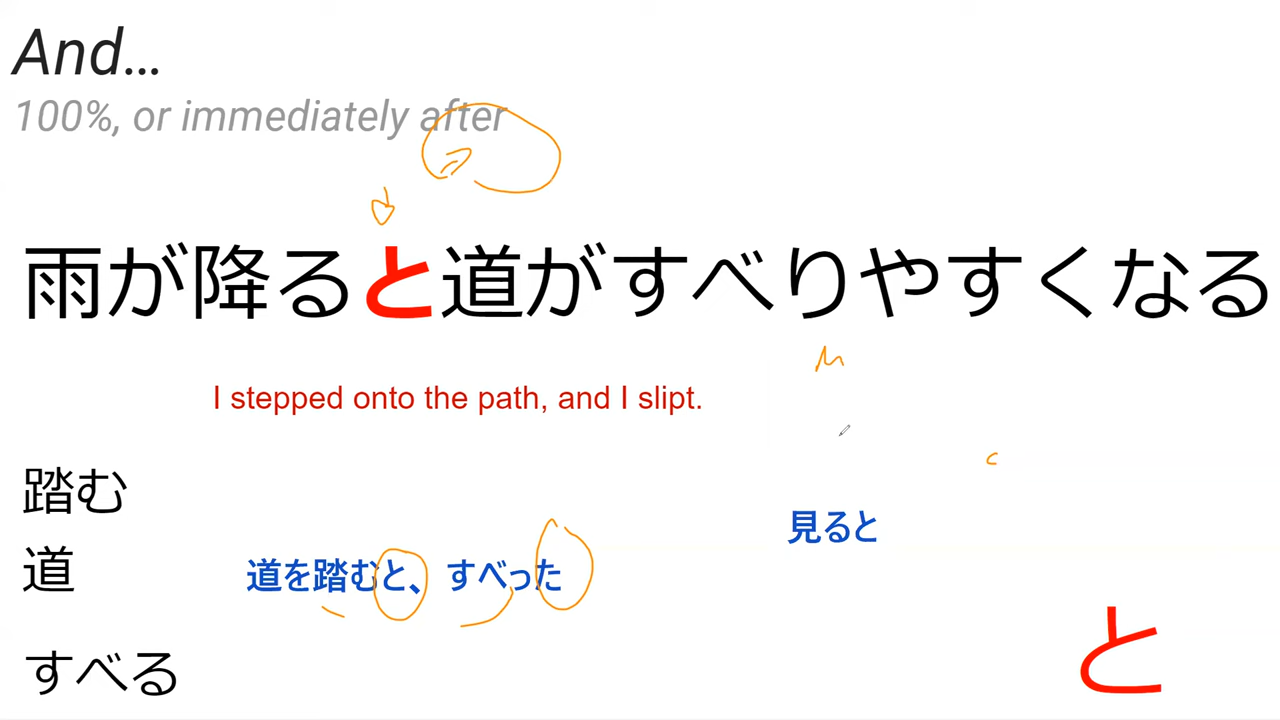 And...
100%, or immediately after
雨が降ると道がすべりやすくなる
I stepped onto the path, and I slipt.
踏む
道
道を踏むと、すべった
見ると
すべる
と